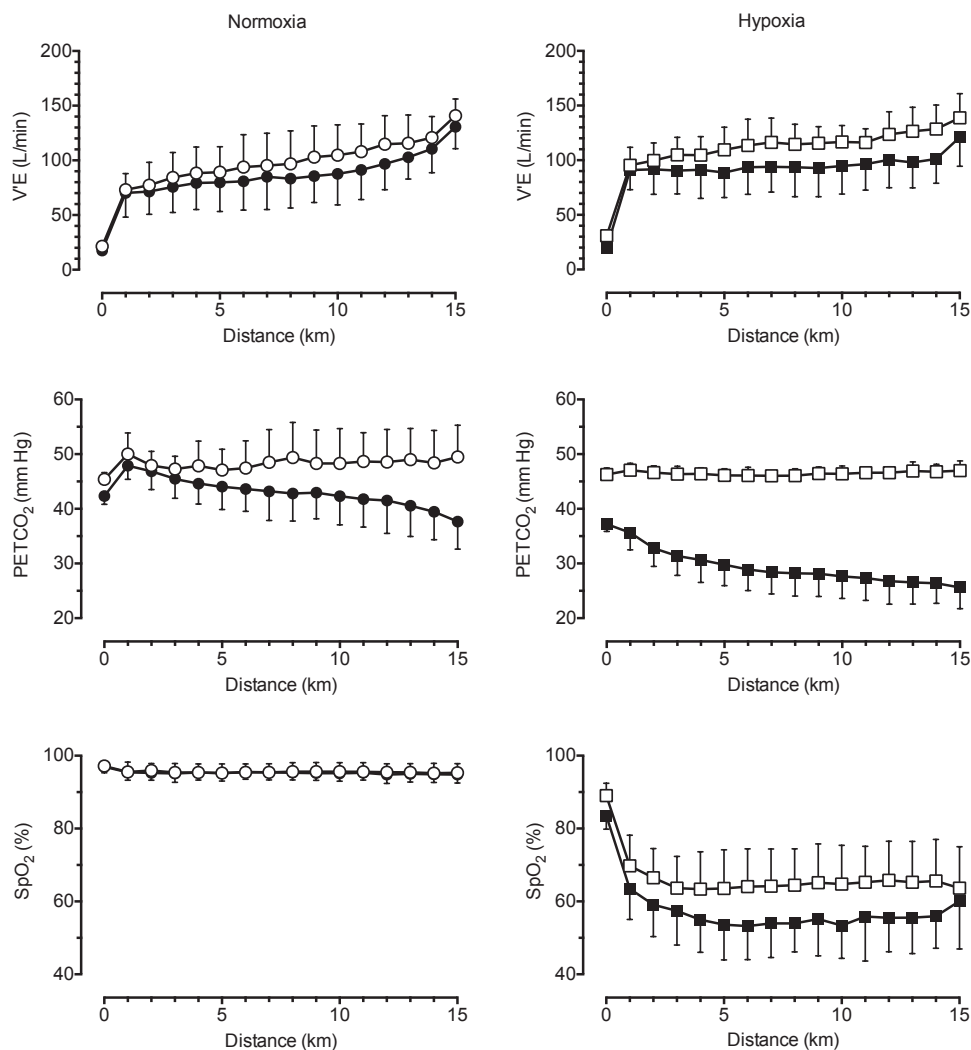 Normoxia
Hypoxia
V'E (L/min)
200
150
100
50
0
0 5 10 15
Distance (km)
V'E (L/min)
200
150
100
50
0
0 5 10 15
Distance (km)
PETCO₂ (mm Hg)
60
50
40
30
20
0 5 10 15
Distance (km)
PETCO₂ (mm Hg)
60
50
40
30
20
0 5 10 15
Distance (km)
SpO₂ (%)
100
80
60
40
0 5 10 15
Distance (km)
SpO₂ (%)
100
80
60
40
0 5 10 15
Distance (km)